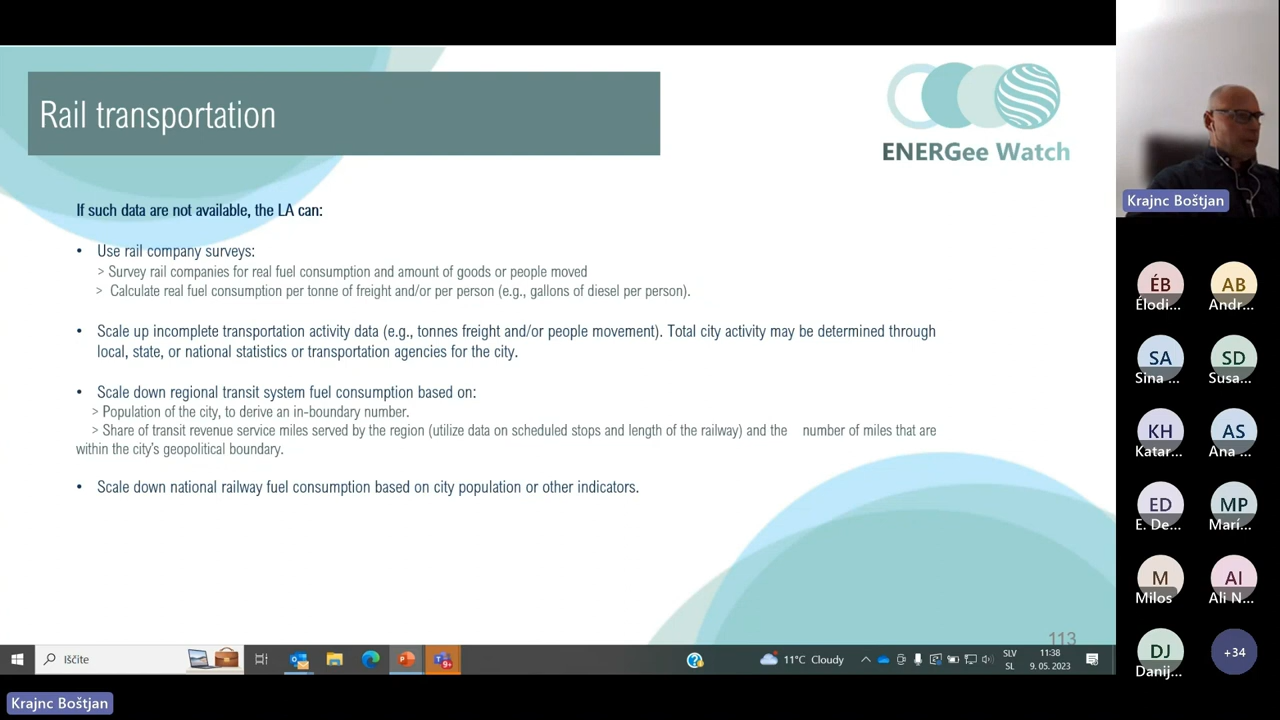 Rail transportation
ENERGee Watch
If such data are not available, the LA can:
• Use rail company surveys:
> Survey rail companies for real fuel consumption and amount of goods or people moved
> Calculate real fuel consumption per tonne of freight and/or per person (e.g., gallons of diesel per person).
• Scale up incomplete transportation activity data (e.g., tonnes freight and/or people movement). Total city activity may be determined through
local, state, or national statistics or transportation agencies for the city.
• Scale down regional transit system fuel consumption based on:
> Population of the city, to derive an in-boundary number.
> Share of transit revenue service miles served by the region (utilize data on scheduled stops and length of the railway) and the number of miles that are
within the city's geopolitical boundary.
• Scale down national railway fuel consumption based on city population or other indicators.
113
Krajnc Boštjan
ÉB
AB
Élodi...
Andr...
SA
SD
Sina ...
Susa...
KH
AS
Katar...
Ana ...
ED
MP
E. De...
Marí...
M
AI
Milos
Ali N...
DJ
+34
Danij...
Iščite
9+
11°C Cloudy
SLV
SL
11:38
9. 05. 2023
Krajnc Boštjan